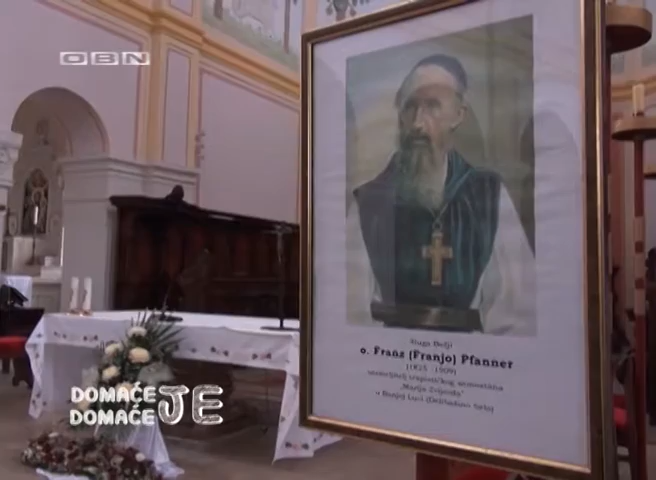 OBN
Sluga Božji
o. Franz (Franjo) Pfanner
(1825 - 1909)
utemeljitelj trapističkog samostana
„Marija Zvijezda”
u Banjoj Luci (Delibašino Selo)
DOMAĆE
DOMAĆE JE